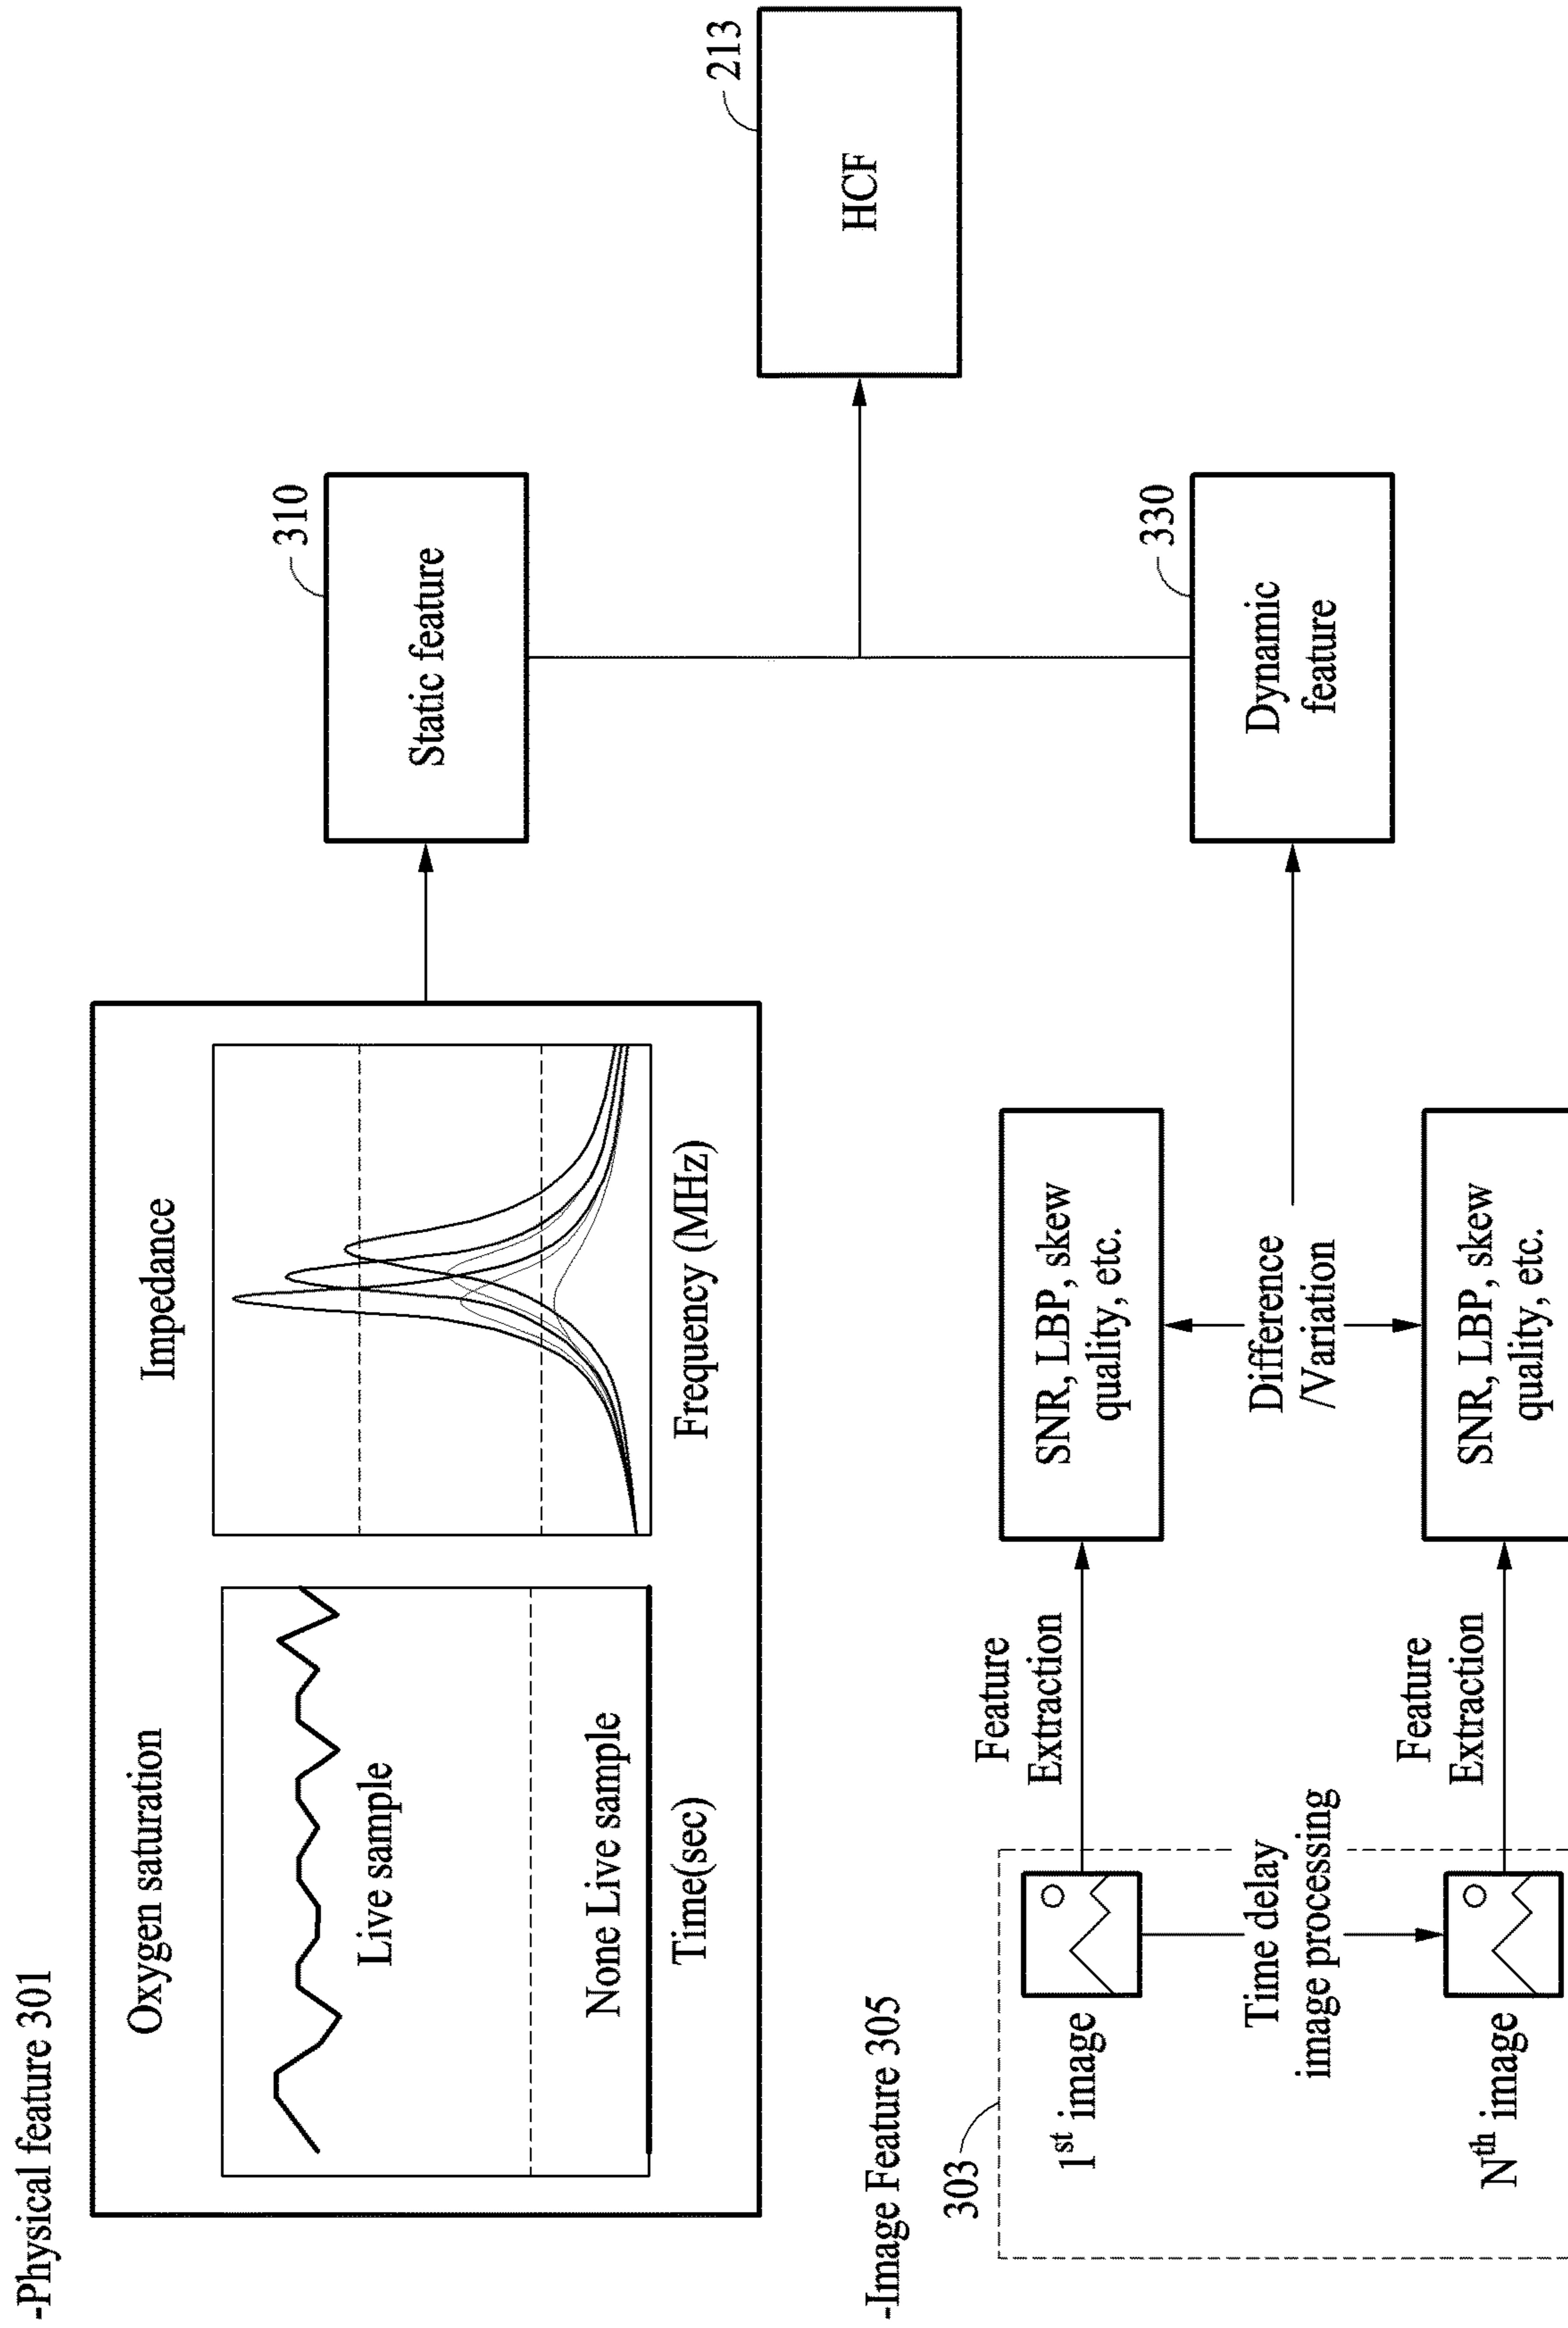 -Physical feature 301
Oxygen saturation
Live sample
None Live sample
Time(sec)
Impedance
Frequency (MHz)
310
Static feature
213
HCF
-Image Feature 305
303
1st image
Time delay
image processing
Nth image
Feature
Extraction
Feature
Extraction
SNR, LBP, skew
quality, etc.
Difference
/Variation
SNR, LBP, skew
quality, etc.
330
Dynamic
feature